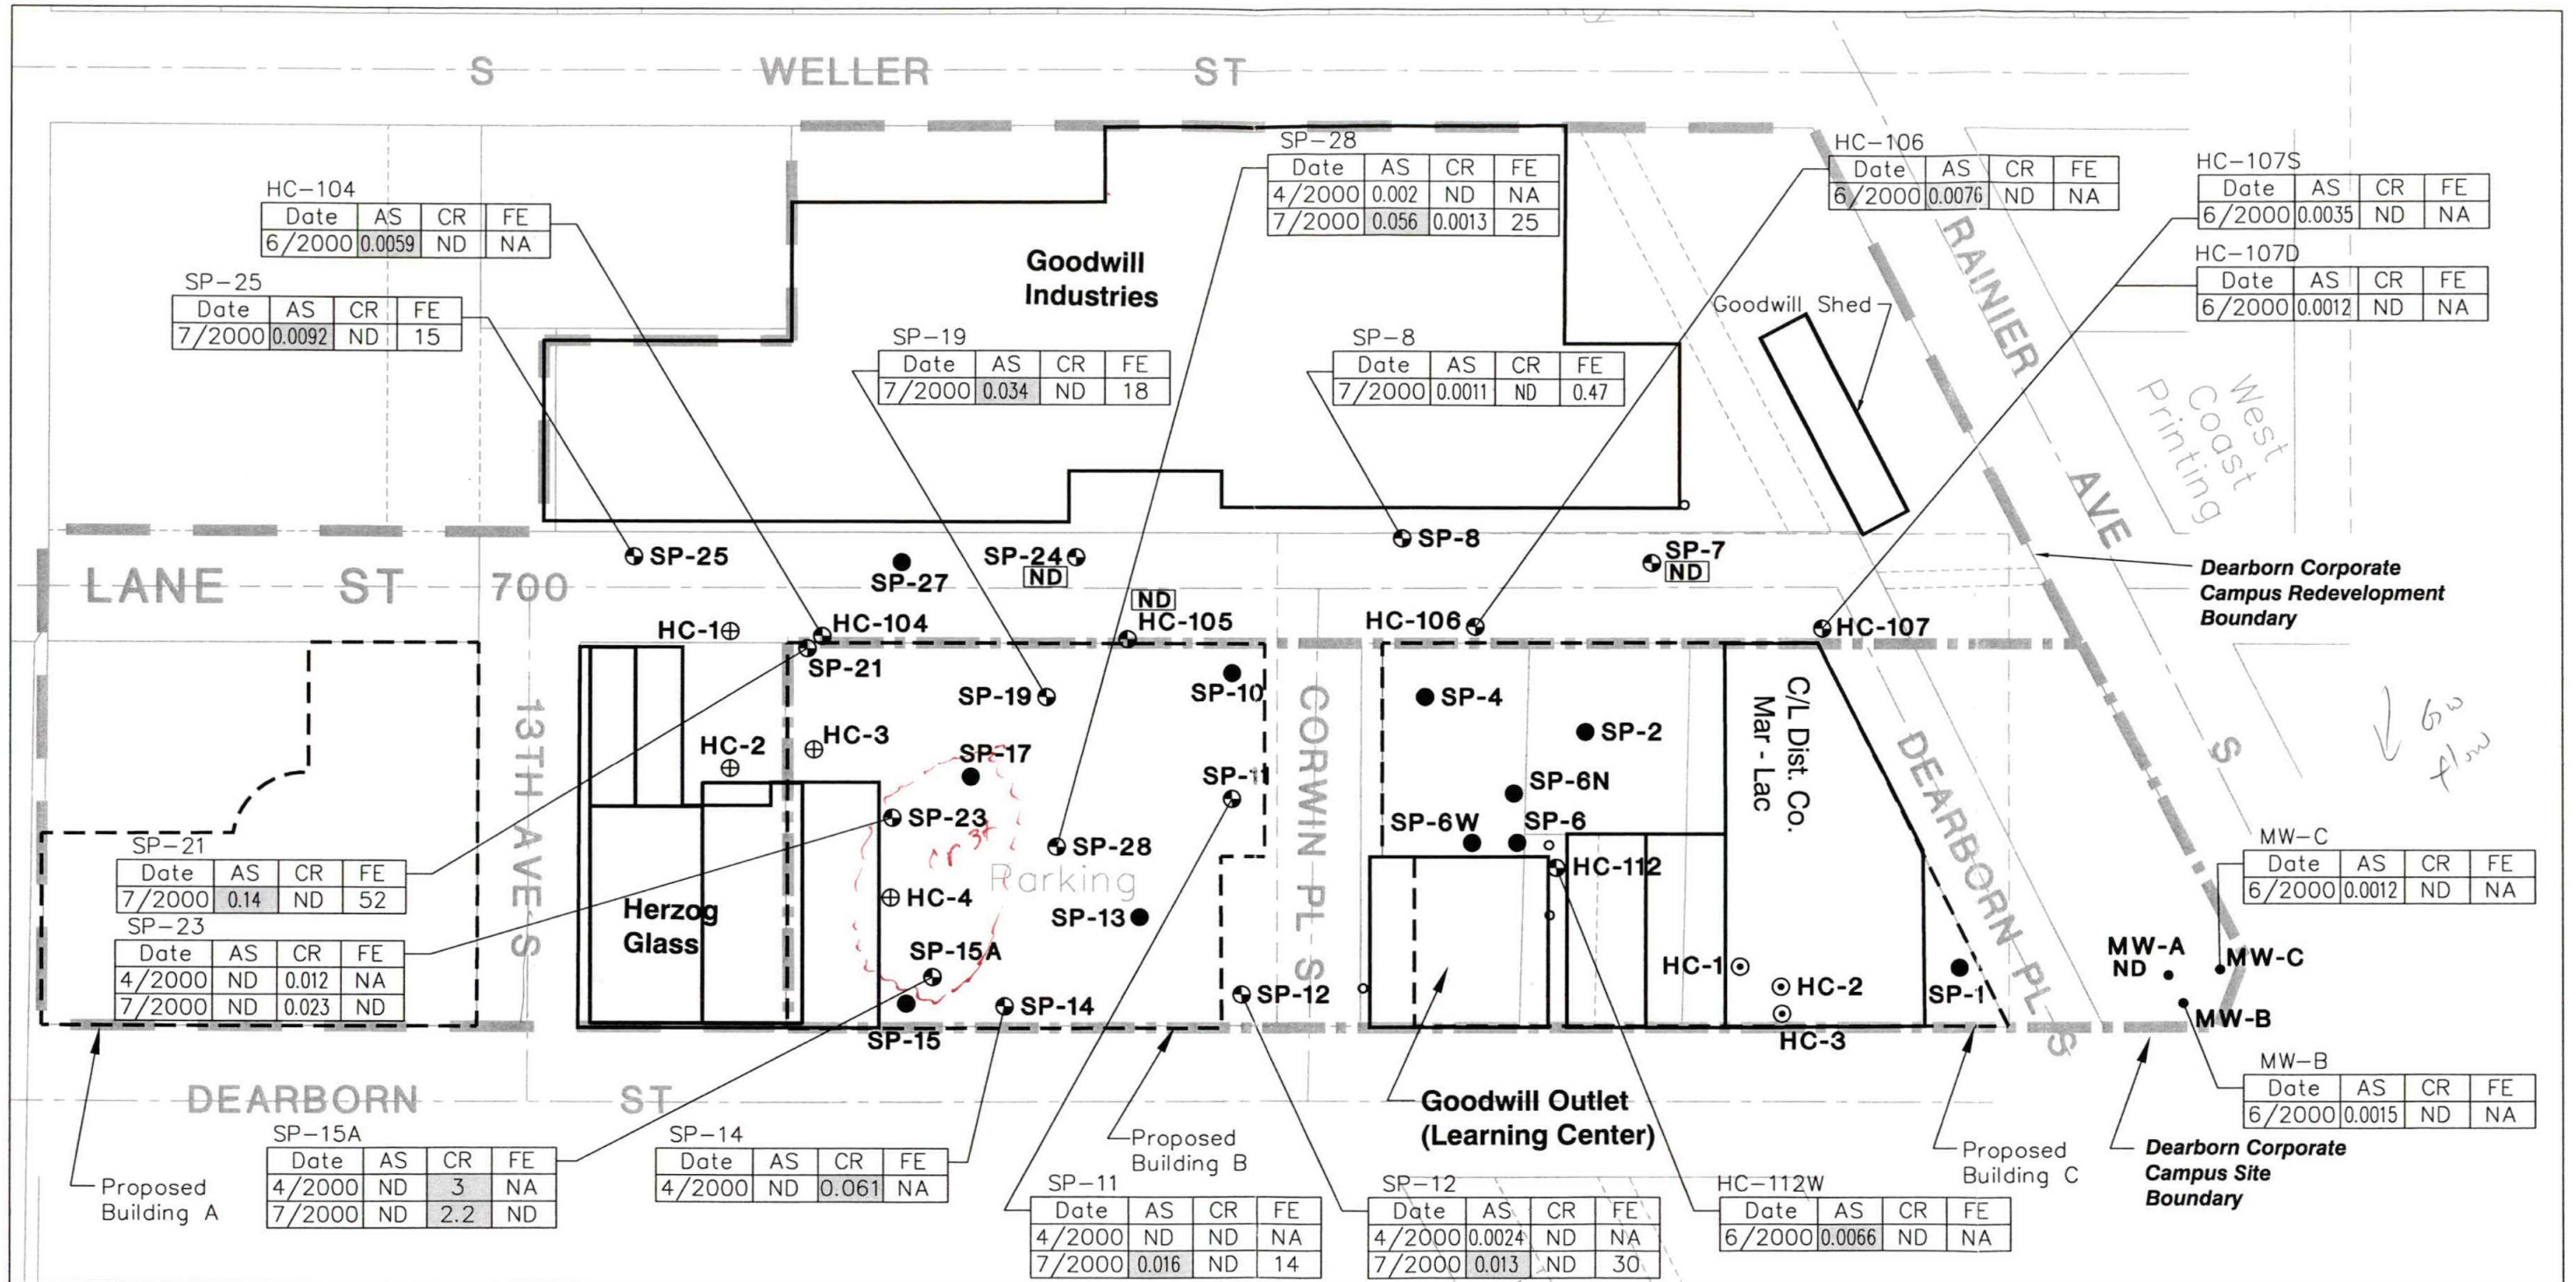 S WELLER ST
SP-28
Date AS CR FE
4/2000 0.002 ND NA
7/2000 0.056 0.0013 25
HC-106
Date AS CR FE
6/2000 0.0076 ND NA
HC-107S
Date AS CR FE
6/2000 0.0035 ND NA
HC-107D
Date AS CR FE
6/2000 0.0012 ND NA
HC-104
Date AS CR FE
6/2000 0.0059 ND NA
SP-25
Date AS CR FE
7/2000 0.0092 ND 15
Goodwill
Industries
SP-19
Date AS CR FE
7/2000 0.034 ND 18
SP-8
Date AS CR FE
7/2000 0.0011 ND 0.47
Goodwill Shed
RAINIER AVE S
West
Coast
Printing
Dearborn Corporate
Campus Redevelopment
Boundary
LANE ST 700
SP-25
SP-27
SP-24
ND
SP-8
SP-7
ND
HC-1
HC-104
ND
HC-105
HC-106
HC-107
SP-21
SP-19
SP-10
SP-4
SP-2
C/L Dist. Co.
Mar - Lac
13TH AVE S
CORWIN PL S
DEARBORN PL S
HC-2
HC-3
SP-17
SP-11
SP-6N
SP-6W
SP-6
SP-23
cr 3+
SP-28
Parking
HC-112
HC-4
SP-13
Herzog
Glass
SP-15A
SP-12
SP-14
SP-15
HC-1
HC-2
HC-3
SP-1
MW-A
ND
MW-C
MW-B
GW
flow
SP-21
Date AS CR FE
7/2000 0.14 ND 52
SP-23
Date AS CR FE
4/2000 ND 0.012 NA
7/2000 ND 0.023 ND
MW-C
Date AS CR FE
6/2000 0.0012 ND NA
MW-B
Date AS CR FE
6/2000 0.0015 ND NA
DEARBORN ST
Proposed
Building A
SP-15A
Date AS CR FE
4/2000 ND 3 NA
7/2000 ND 2.2 ND
SP-14
Date AS CR FE
4/2000 ND 0.061 NA
Proposed
Building B
Goodwill Outlet
(Learning Center)
SP-11
Date AS CR FE
4/2000 ND ND NA
7/2000 0.016 ND 14
SP-12
Date AS CR FE
4/2000 0.0024 ND NA
7/2000 0.013 ND 30
HC-112W
Date AS CR FE
6/2000 0.0066 ND NA
Proposed
Building C
Dearborn Corporate
Campus Site
Boundary